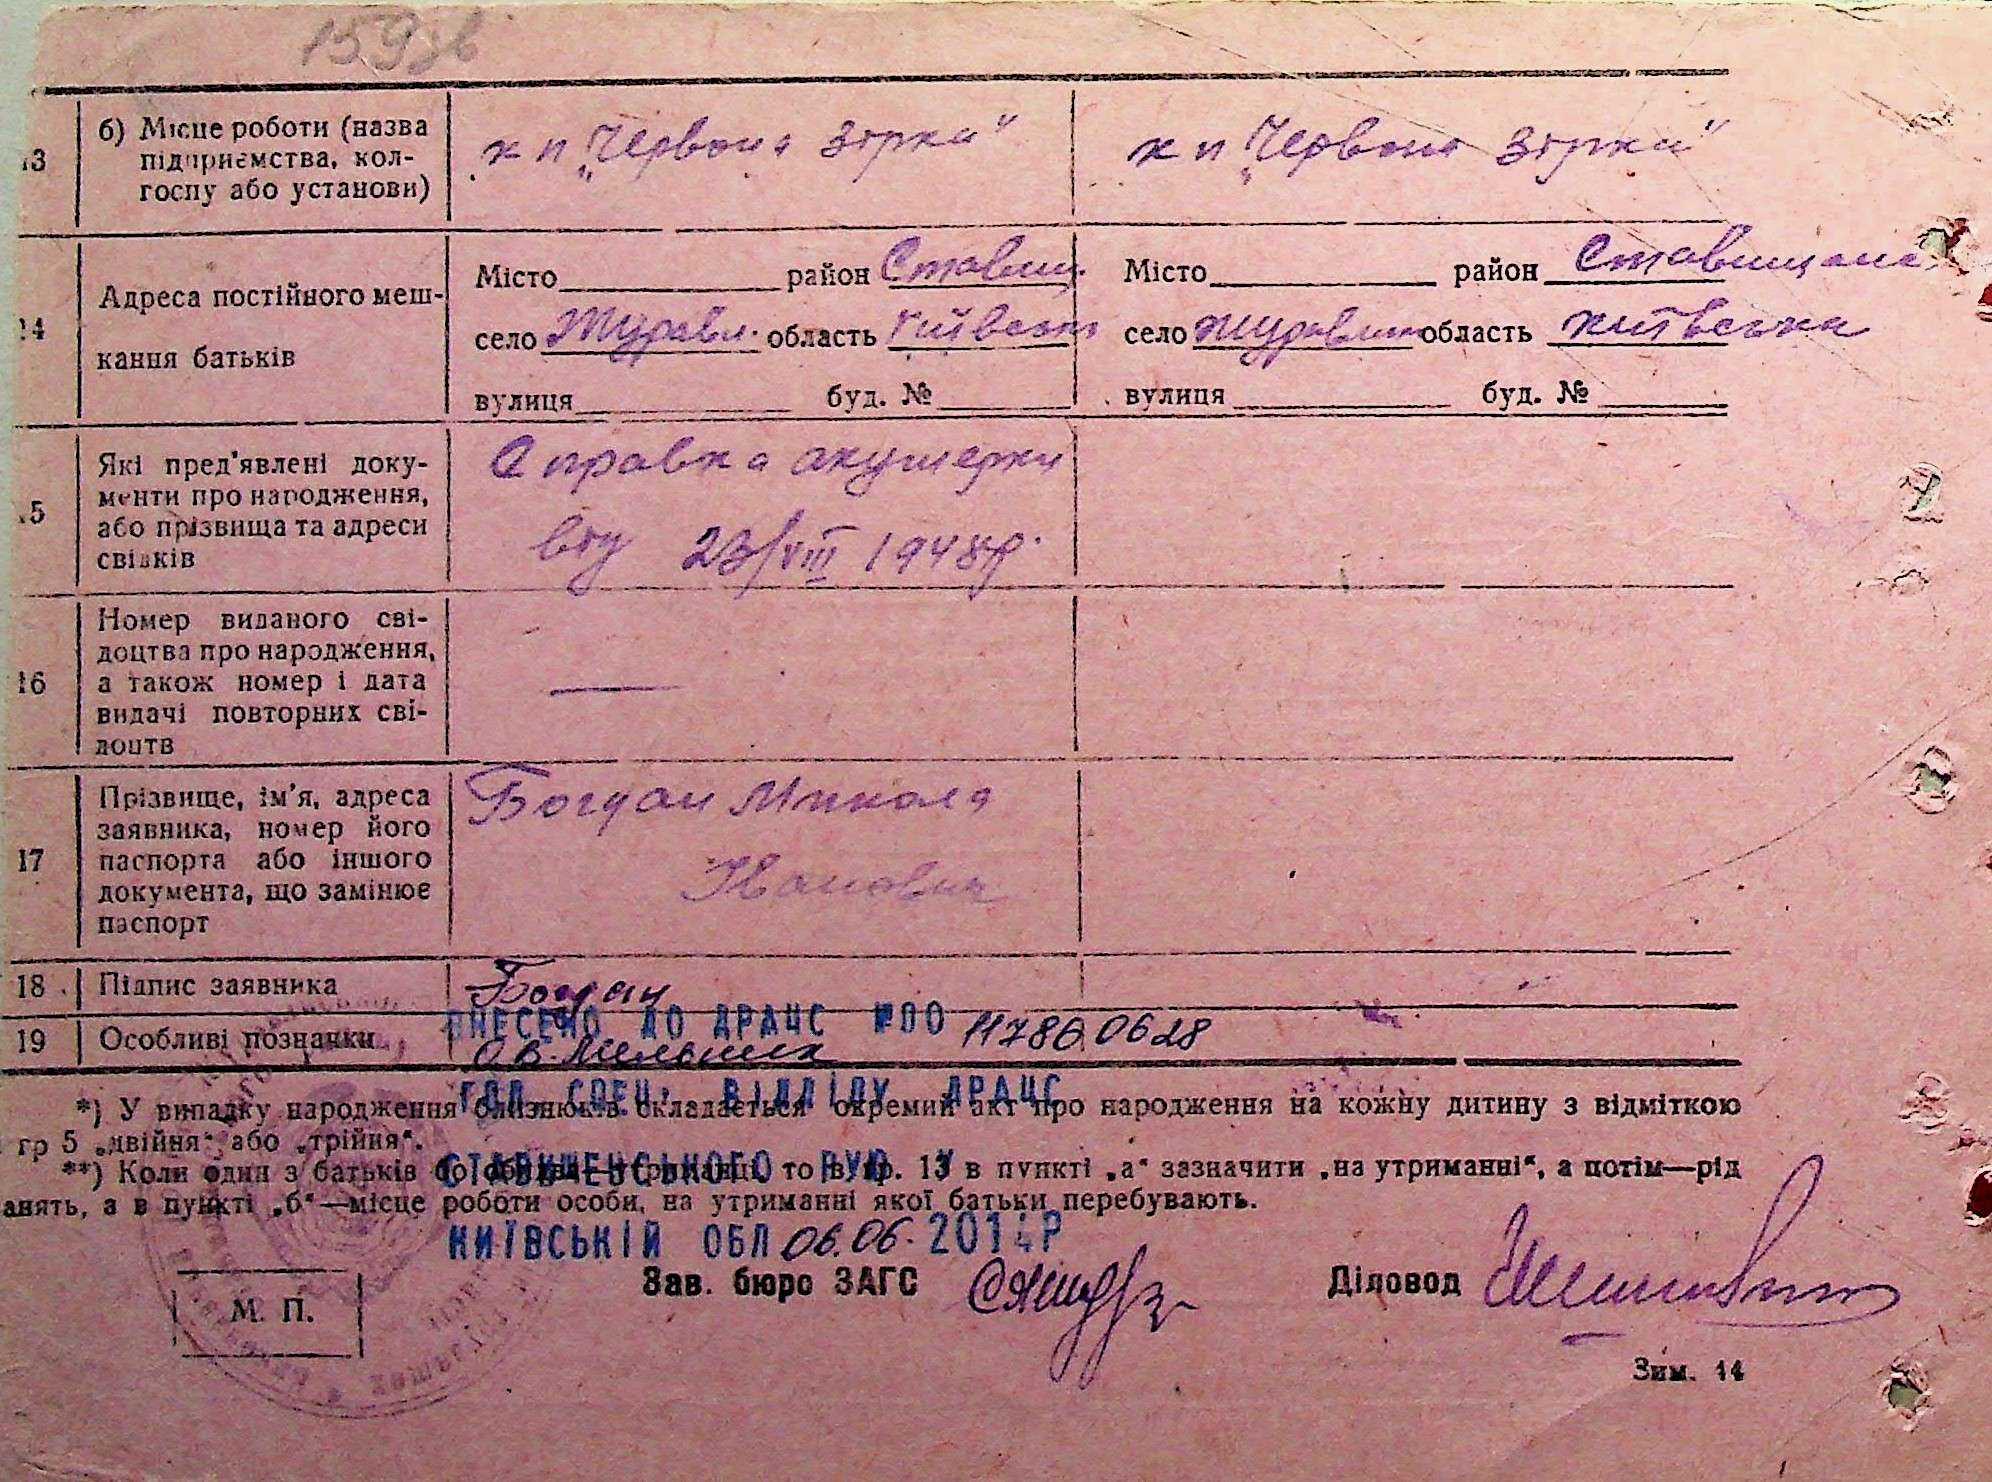 159 зв
13 б) Місце роботи (назва підприємства, колгоспу або установи)
к п „Червона зірка"
к п „Червона зірка"
14 Адреса постійного мешкання батьків
Місто район Ставищ.
село Журавл. область Київська
вулиця буд. №
Місто район Ставищане
село область Київська
вулиця буд. №
15 Які пред'явлені документи про народження, або прізвища та адреси свідків
Справка акушерки
від 23/VIII 1948р.
16 Номер виданого свідоцтва про народження, а також номер і дата видачі повторних свідоцтв
—
17 Прізвище, ім'я, адреса заявника, номер його паспорта або іншого документа, що замінює паспорт
Богдан Микола
Іванович
18 Підпис заявника
Богдан
19 Особливі позначки
ВНЕСЕНО ДО ДРАЦС №00 11786 0628
О.В. Мельник
ГОЛ. СПЕЦ. ВІДДІЛУ ДРАЦС
*) У випадку народження близнюків складається окремий акт про народження на кожну дитину з відміткою
гр 5 „двійня" або „трійня".
СТАВИЩЕНСЬКОГО РУЮ У
**) Коли один з батьків то в гр. 13 в пункті „а" зазначити „на утриманні", а потім—рід
анять, а в пункті „б"—місце роботи особи, на утриманні якої батьки перебувають.
КИЇВСЬКІЙ ОБЛ 06.06. 2014Р
Зав. бюро ЗАГС
Діловод
М. П.
Зим. 14